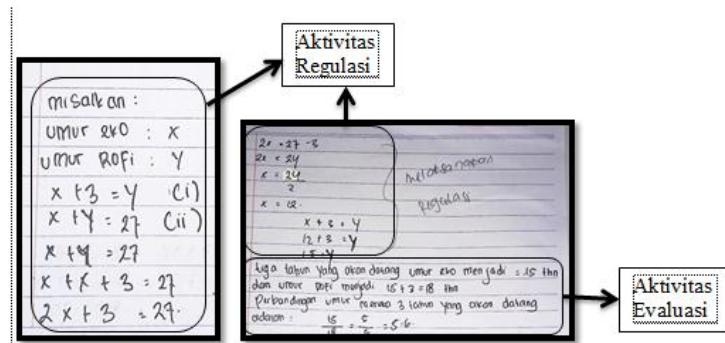 Aktivitas
Regulasi
misalkan :
umur eko : x
umur Rofi : y
x + 3 = y (i)
x + y = 27 (ii)
x + y = 27
x + x + 3 = 27
2x + 3 = 27.
2x = 27 - 3
2x = 24
x = 24
2
x = 12.
x + 3 = y
12 + 3 = y
15 = y
melaksanakan
regulasi
tiga tahun yang akan datang umur eko menjadi = 15 thn
dan umur Rofi menjadi 15 + 3 = 18 thn
Perbandingan umur mereka 3 tahun yang akan datang
adalah : 15/18 = 5/6 = 5:6.
Aktivitas
Evaluasi